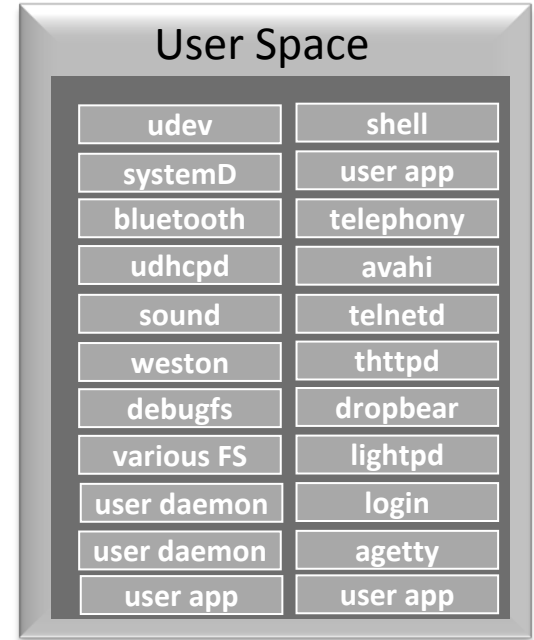 User Space
udev
shell
systemD
user app
bluetooth
telephony
udhcpd
avahi
sound
telnetd
weston
thttpd
debugfs
dropbear
various FS
lightpd
user daemon
login
user daemon
agetty
user app
user app